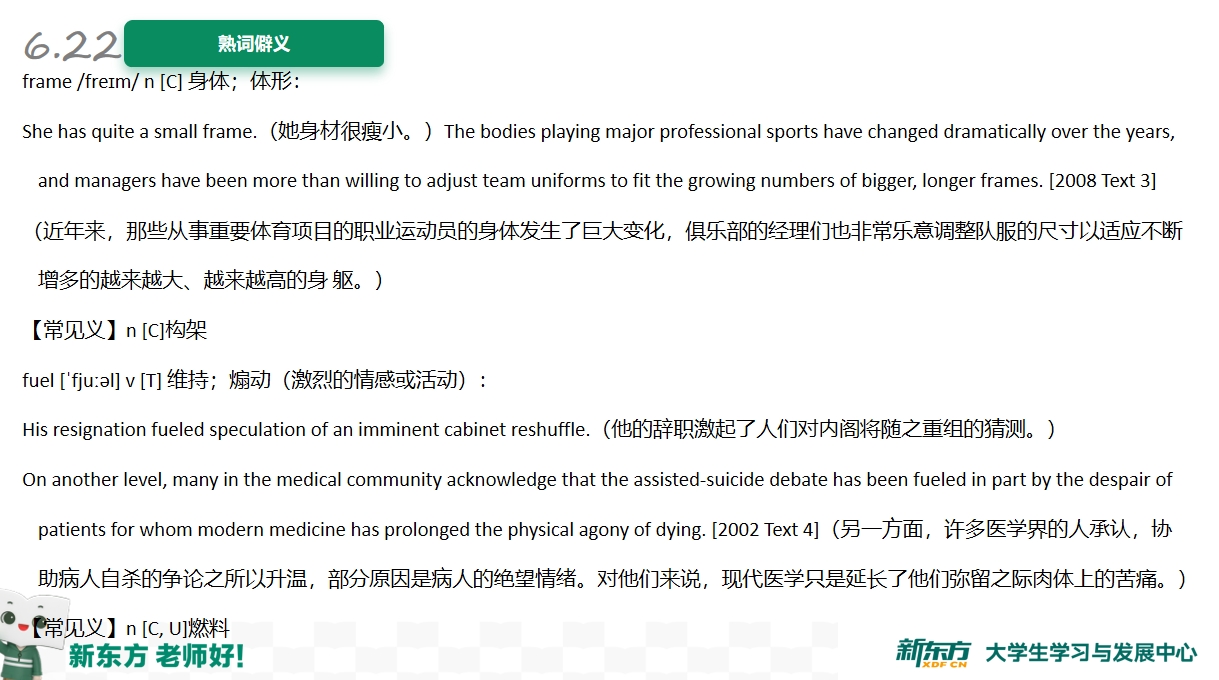 6.22 熟词僻义
frame /freɪm/ n [C] 身体；体形：
She has quite a small frame.（她身材很瘦小。）The bodies playing major professional sports have changed dramatically over the years,
and managers have been more than willing to adjust team uniforms to fit the growing numbers of bigger, longer frames. [2008 Text 3]
（近年来，那些从事重要体育项目的职业运动员的身体发生了巨大变化，俱乐部的经理们也非常乐意调整队服的尺寸以适应不断
增多的越来越大、越来越高的身 躯。）
【常见义】n [C]构架
fuel [ˈfjuːəl] v [T] 维持；煽动（激烈的情感或活动）：
His resignation fueled speculation of an imminent cabinet reshuffle.（他的辞职激起了人们对内阁将随之重组的猜测。）
On another level, many in the medical community acknowledge that the assisted-suicide debate has been fueled in part by the despair of
patients for whom modern medicine has prolonged the physical agony of dying. [2002 Text 4]（另一方面，许多医学界的人承认，协
助病人自杀的争论之所以升温，部分原因是病人的绝望情绪。对他们来说，现代医学只是延长了他们弥留之际肉体上的苦痛。）
【常见义】n [C, U]燃料
新东方 老师好！
新东方 XDF.CN 大学生学习与发展中心